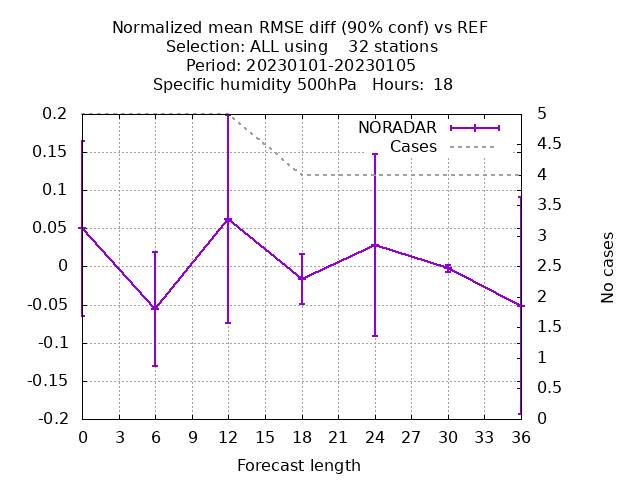 Normalized mean RMSE diff (90% conf) vs REF
Selection: ALL using    32 stations
Period: 20230101-20230105
Specific humidity 500hPa   Hours:  18
NORADAR
Cases
0.2
0.15
0.1
0.05
0
-0.05
-0.1
-0.15
-0.2
5
4.5
4
3.5
3
2.5
2
1.5
1
0.5
0
No cases
0 3 6 9 12 15 18 21 24 27 30 33 36
Forecast length